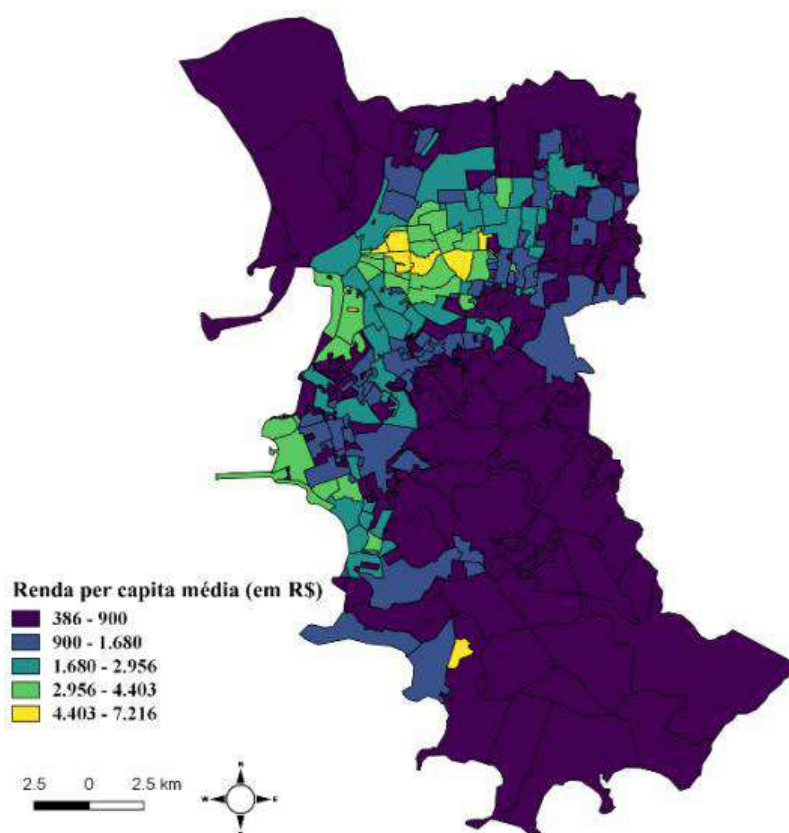 Renda per capita média (em R$)
386 - 900
900 - 1.680
1.680 - 2.956
2.956 - 4.403
4.403 - 7.216
2.5 0 2.5 km
N
W E